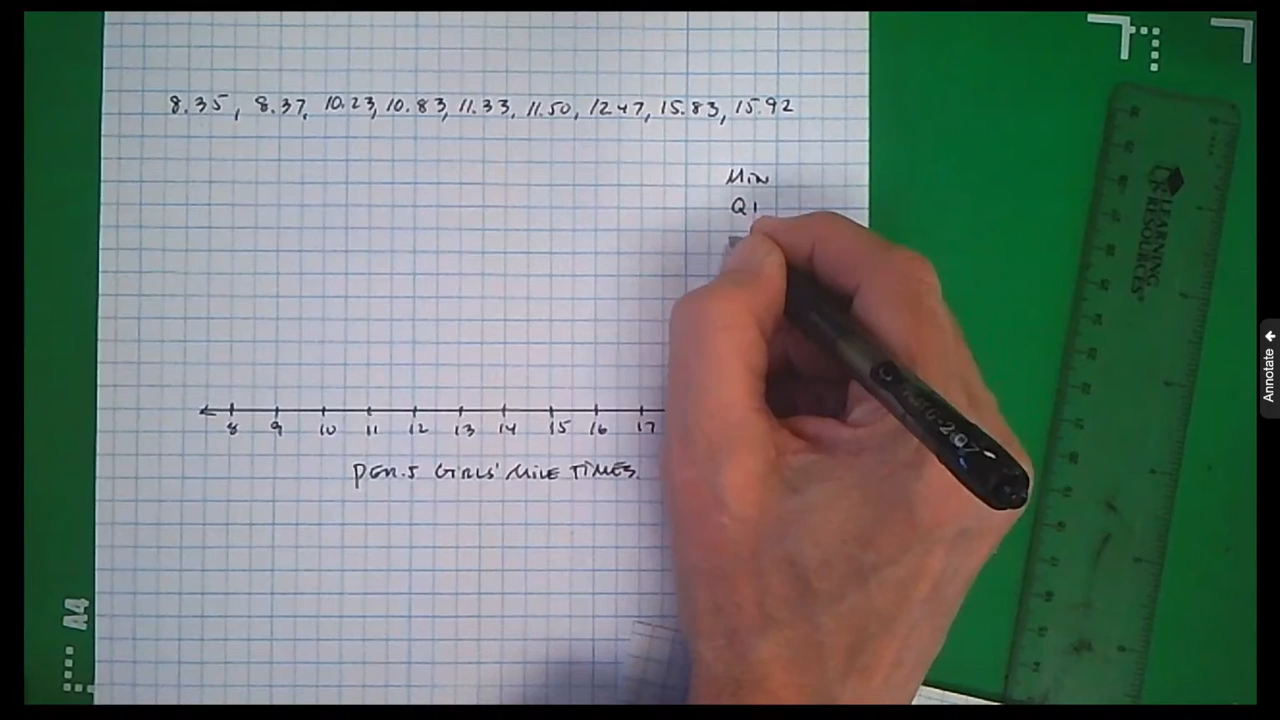 8.35, 8.37, 10.23, 10.83, 11.33, 11.50, 12.47, 15.83, 15.92
MIN
Q1
8 9 10 11 12 13 14 15 16 17
PER.5 GIRLS' MILE TIMES.
A4
LEARNING
RESOURCES
Annotate